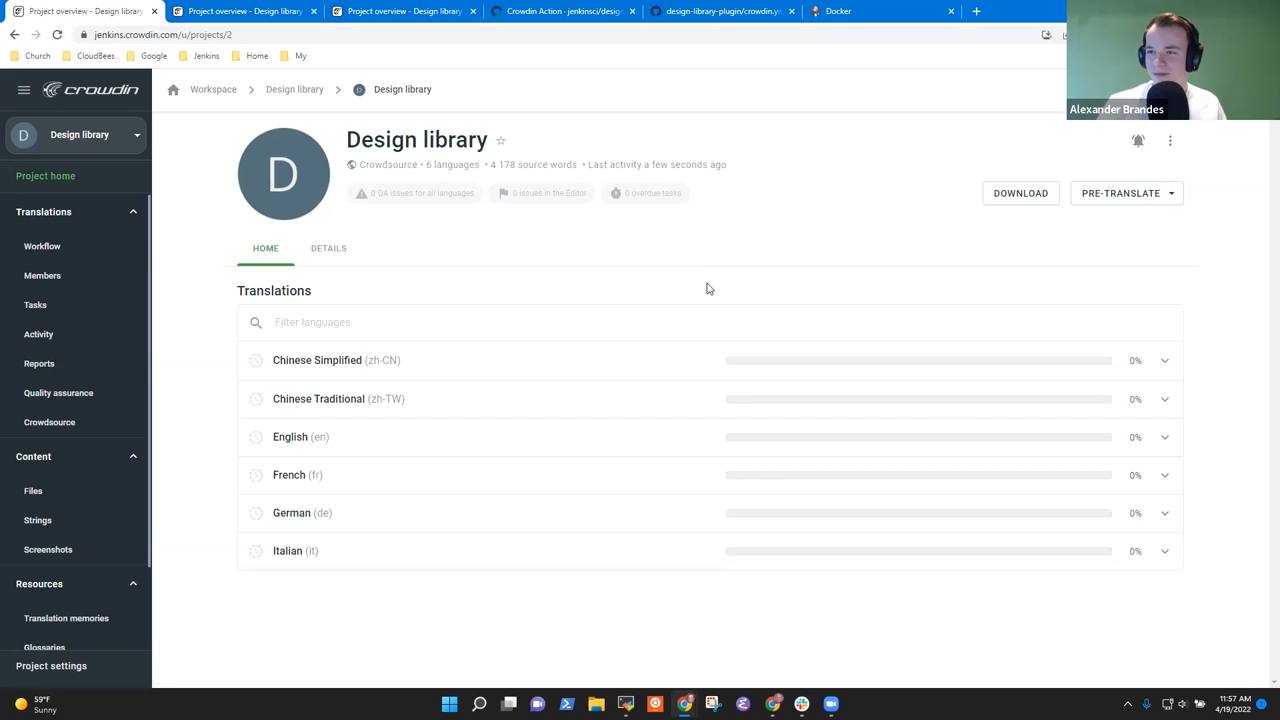 Project overview - Design library
Project overview - Design library
Project overview - Design library
Crowdin Action · jenkinsci/desig
design-library-plugin/crowdin.ym
Docker
jenkins.crowdin.com/u/projects/2
Church
CloudBees
Google
Jenkins
Home
My
Alexander Brandes
crowdin
Workspace
Design library
Design library
D
Design library
Project home
Translations
Workflow
Members
Tasks
Activity
Reports
Quality assurance
Crowdsource
Content
Files
Strings
Screenshots
Resources
Translation memories
Glossaries
Project settings
D
Design library
Crowdsource • 6 languages • 4 178 source words • Last activity a few seconds ago
0 QA issues for all languages
0 issues in the Editor
0 overdue tasks
DOWNLOAD
PRE-TRANSLATE
HOME
DETAILS
Translations
Filter languages
Chinese Simplified (zh-CN) 0%
Chinese Traditional (zh-TW) 0%
English (en) 0%
French (fr) 0%
German (de) 0%
Italian (it) 0%
59°F
Sunny
11:57 AM
4/19/2022